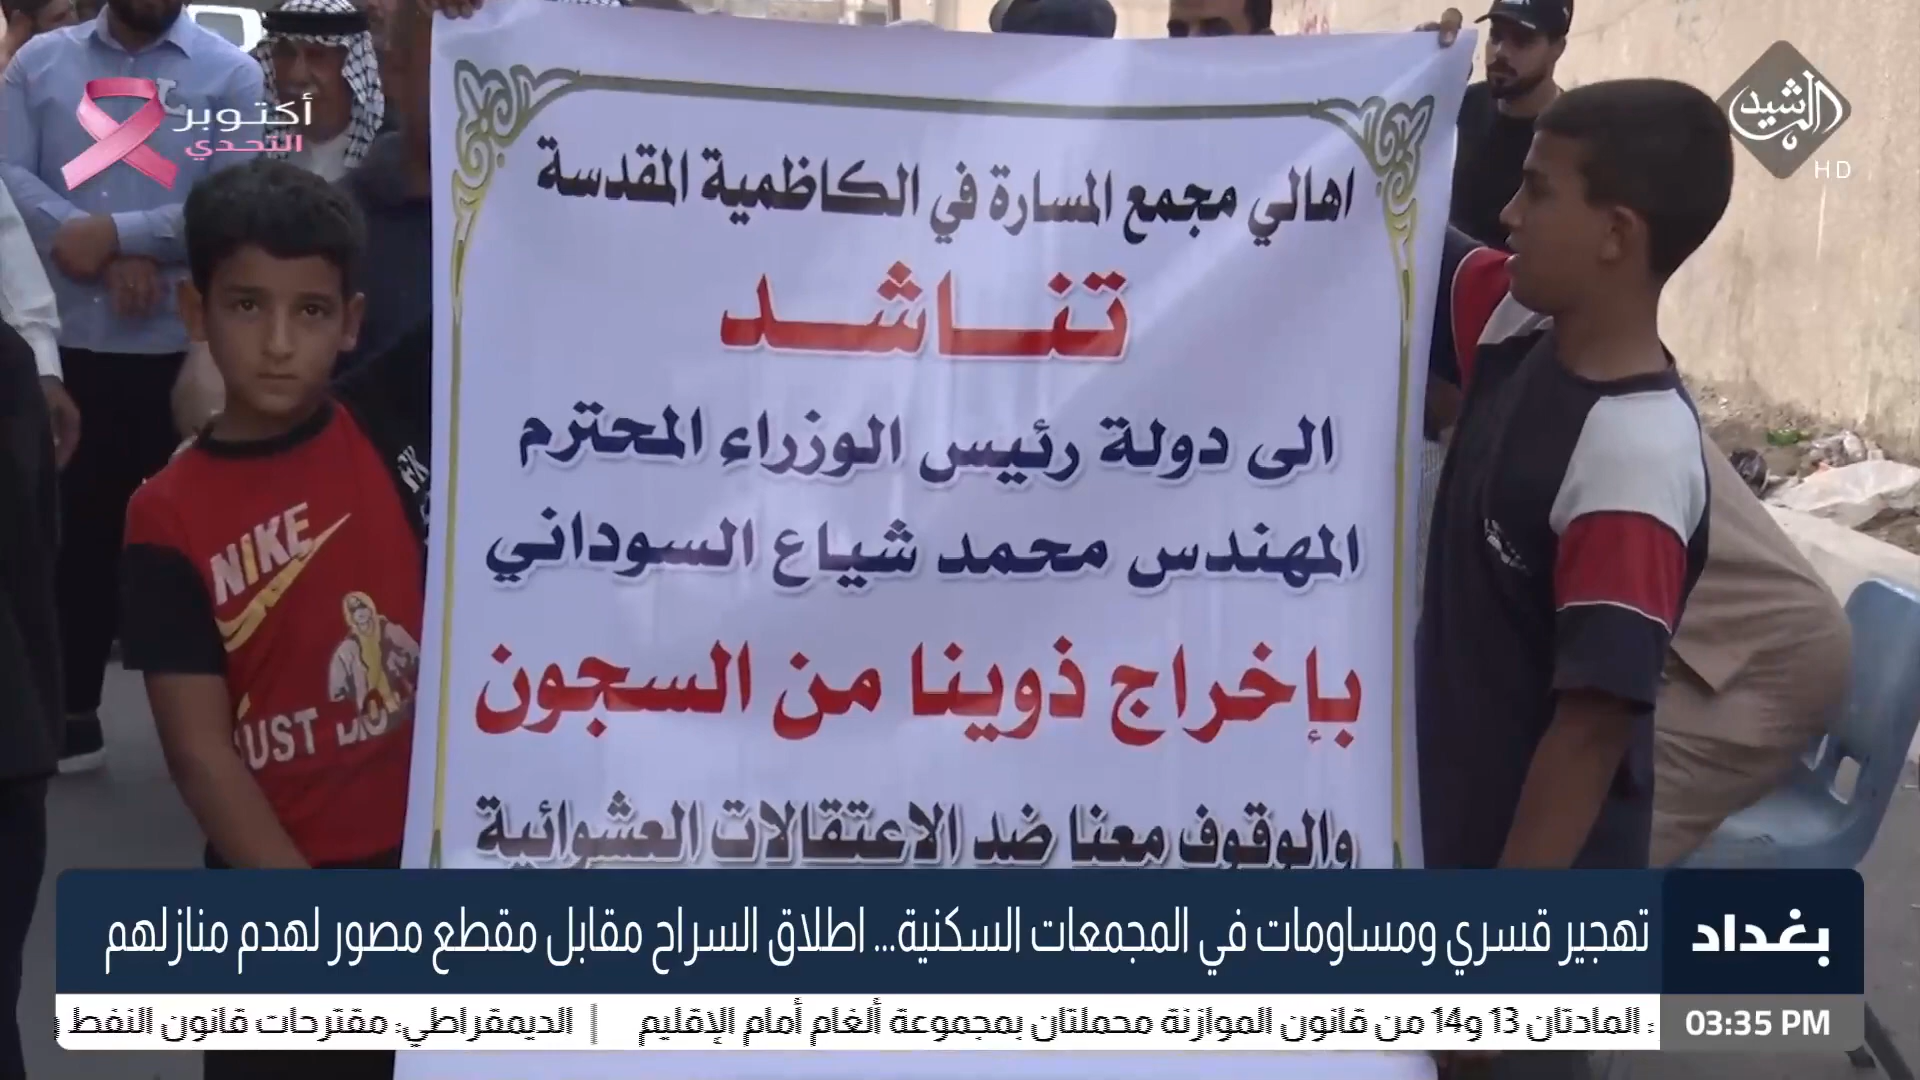 أكتوبر
التحدي
الرشيد
HD
اهالي مجمع المسارة في الكاظمية المقدسة
تناشد
الى دولة رئيس الوزراء المحترم
المهندس محمد شياع السوداني
بإخراج ذوينا من السجون
والوقوف معنا ضد الاعتقالات العشوائية
NIKE
JUST DO
بغداد
تهجير قسري ومساومات في المجمعات السكنية... اطلاق السراح مقابل مقطع مصور لهدم منازلهم
: المادتان 13 و14 من قانون الموازنة محملتان بمجموعة ألغام أمام الإقليم | الديمقراطي: مقترحات قانون النفط
03:35 PM